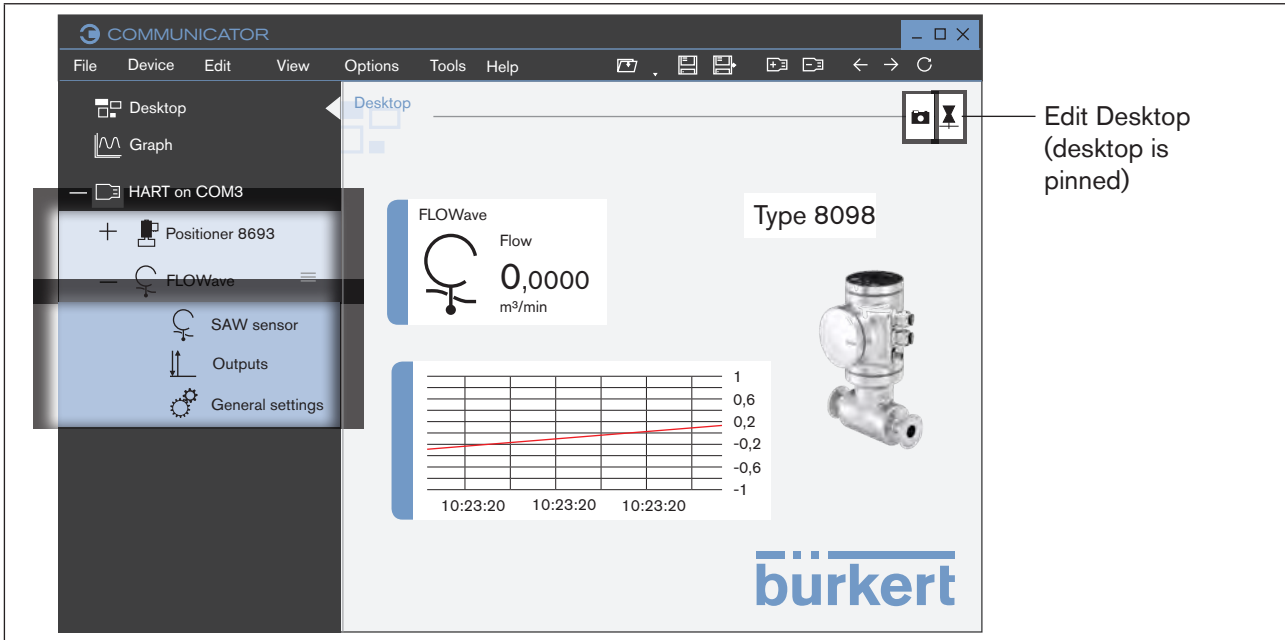 COMMUNICATOR
File Device Edit View Options Tools Help
Desktop
Graph
HART on COM3
Positioner 8693
FLOWave
SAW sensor
Outputs
General settings
Desktop
Edit Desktop
(desktop is
pinned)
FLOWave
Flow
0,0000
m³/min
Type 8098
1
0,6
0,2
-0,2
-0,6
-1
10:23:20 10:23:20 10:23:20
bürkert